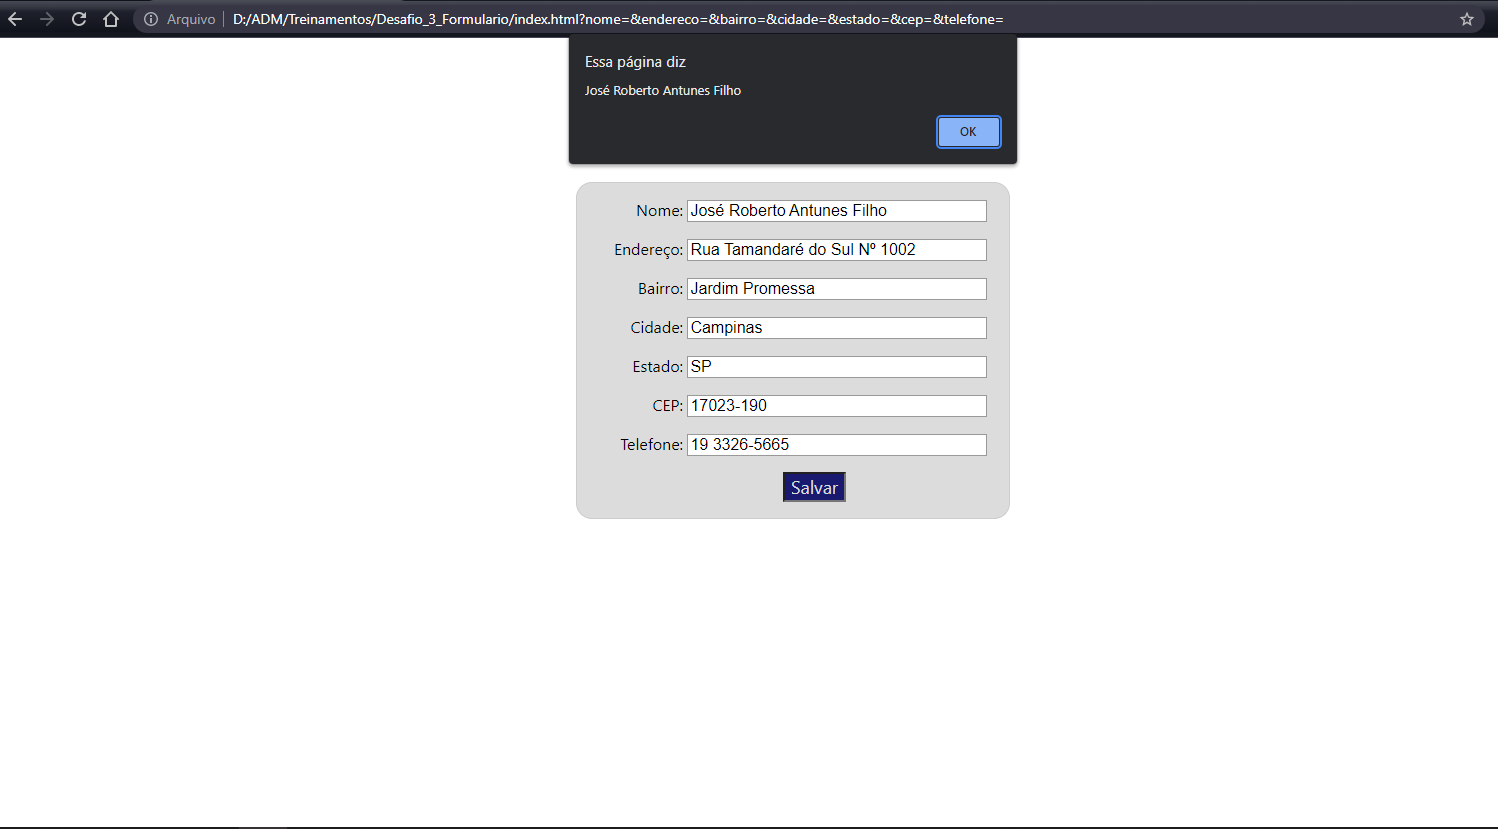 Arquivo | D:/ADM/Treinamentos/Desafio_3_Formulario/index.html?nome=&endereco=&bairro=&cidade=&estado=&cep=&telefone=
Essa página diz
José Roberto Antunes Filho
OK
Nome: José Roberto Antunes Filho
Endereço: Rua Tamandaré do Sul Nº 1002
Bairro: Jardim Promessa
Cidade: Campinas
Estado: SP
CEP: 17023-190
Telefone: 19 3326-5665
Salvar